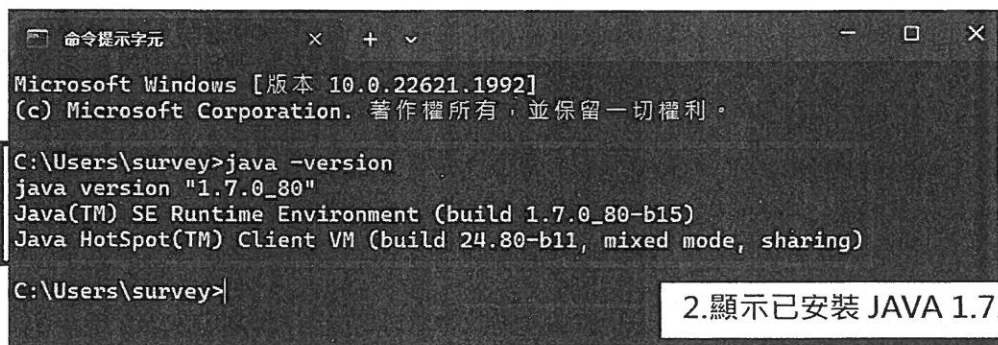 命令提示字元
Microsoft Windows [版本 10.0.22621.1992]
(c) Microsoft Corporation. 著作權所有，並保留一切權利。
C:\Users\survey>java -version
java version "1.7.0_80"
Java(TM) SE Runtime Environment (build 1.7.0_80-b15)
Java HotSpot(TM) Client VM (build 24.80-b11, mixed mode, sharing)
C:\Users\survey>
2.顯示已安裝 JAVA 1.7